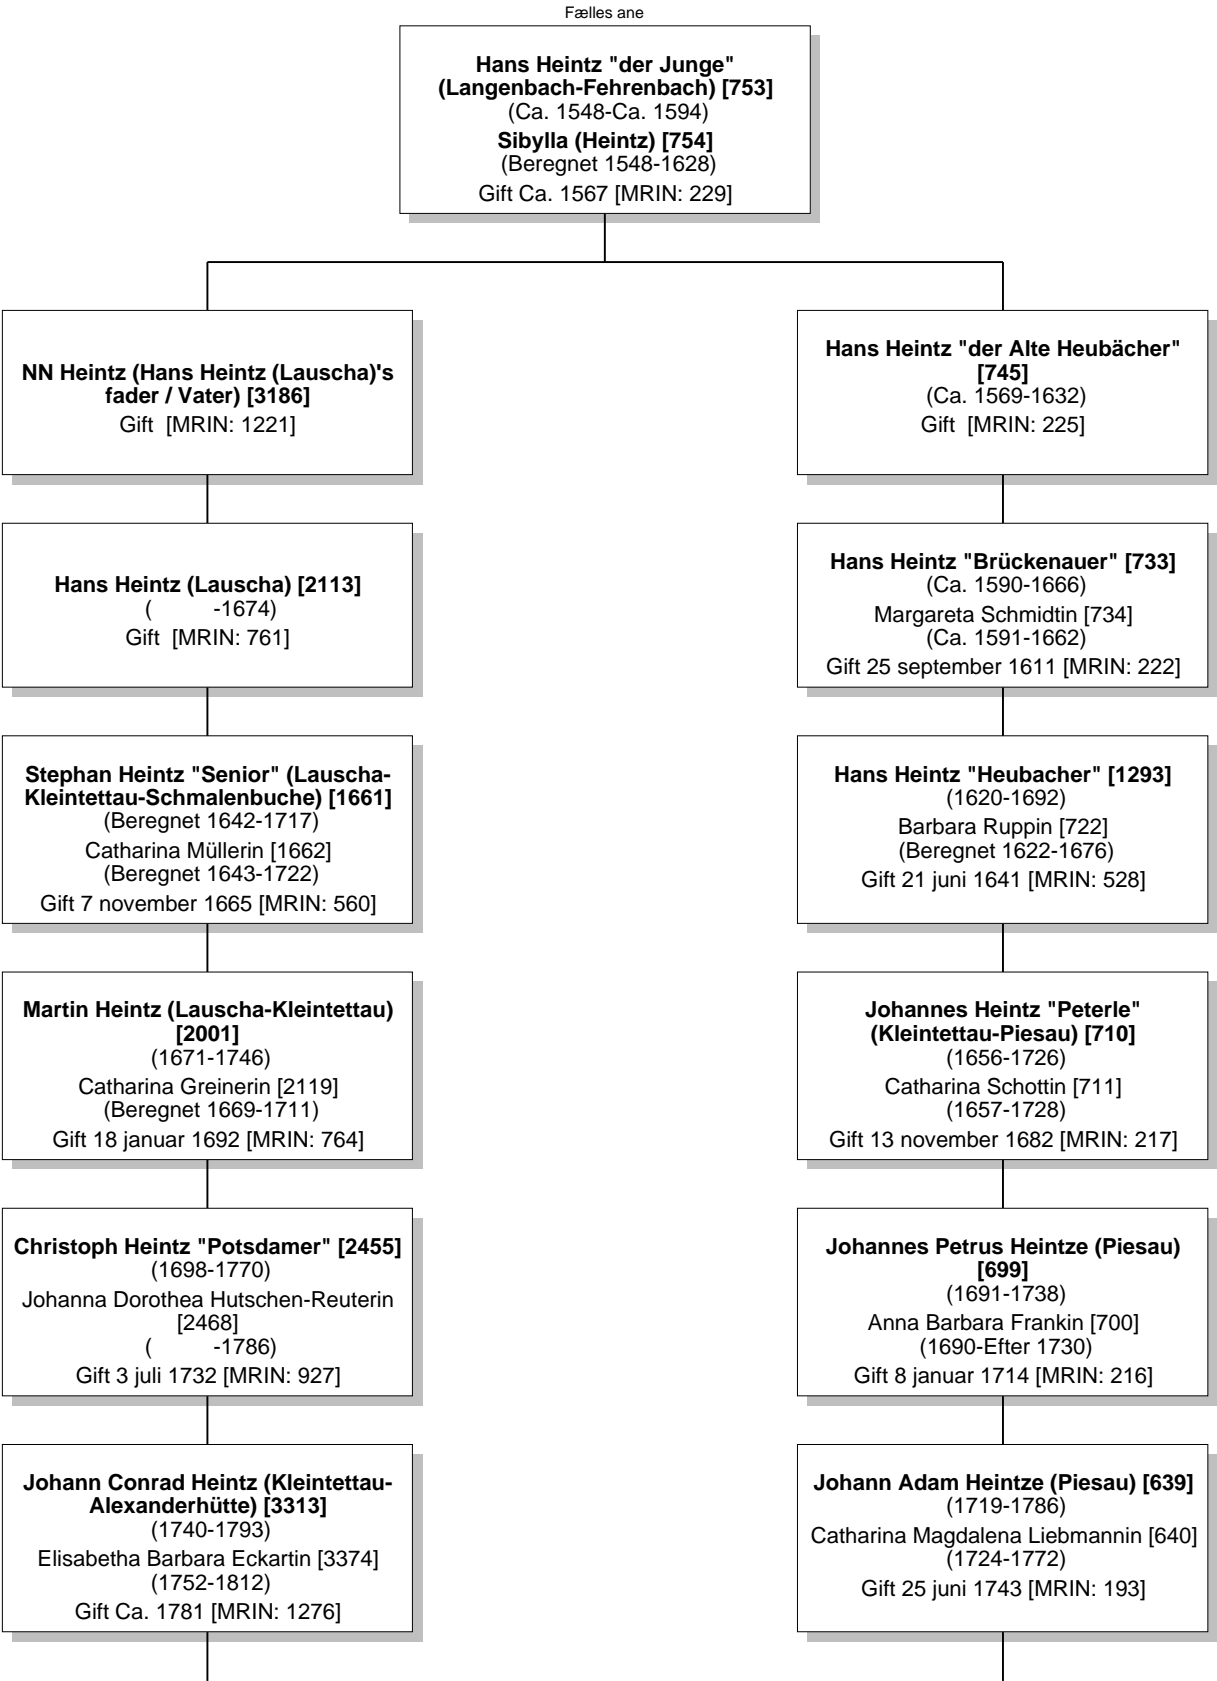 Fælles ane
Hans Heintz "der Junge"
(Langenbach-Fehrenbach) [753]
(Ca. 1548-Ca. 1594)
Sibylla (Heintz) [754]
(Beregnet 1548-1628)
Gift Ca. 1567 [MRIN: 229]
NN Heintz (Hans Heintz (Lauscha)'s
fader / Vater) [3186]
Gift [MRIN: 1221]
Hans Heintz "der Alte Heubächer"
[745]
(Ca. 1569-1632)
Gift [MRIN: 225]
Hans Heintz (Lauscha) [2113]
( -1674)
Gift [MRIN: 761]
Hans Heintz "Brückenauer" [733]
(Ca. 1590-1666)
Margareta Schmidtin [734]
(Ca. 1591-1662)
Gift 25 september 1611 [MRIN: 222]
Stephan Heintz "Senior" (Lauscha-
Kleintettau-Schmalenbuche) [1661]
(Beregnet 1642-1717)
Catharina Müllerin [1662]
(Beregnet 1643-1722)
Gift 7 november 1665 [MRIN: 560]
Hans Heintz "Heubacher" [1293]
(1620-1692)
Barbara Ruppin [722]
(Beregnet 1622-1676)
Gift 21 juni 1641 [MRIN: 528]
Martin Heintz (Lauscha-Kleintettau)
[2001]
(1671-1746)
Catharina Greinerin [2119]
(Beregnet 1669-1711)
Gift 18 januar 1692 [MRIN: 764]
Johannes Heintz "Peterle"
(Kleintettau-Piesau) [710]
(1656-1726)
Catharina Schottin [711]
(1657-1728)
Gift 13 november 1682 [MRIN: 217]
Christoph Heintz "Potsdamer" [2455]
(1698-1770)
Johanna Dorothea Hutschen-Reuterin
[2468]
( -1786)
Gift 3 juli 1732 [MRIN: 927]
Johannes Petrus Heintze (Piesau)
[699]
(1691-1738)
Anna Barbara Frankin [700]
(1690-Efter 1730)
Gift 8 januar 1714 [MRIN: 216]
Johann Conrad Heintz (Kleintettau-
Alexanderhütte) [3313]
(1740-1793)
Elisabetha Barbara Eckartin [3374]
(1752-1812)
Gift Ca. 1781 [MRIN: 1276]
Johann Adam Heintze (Piesau) [639]
(1719-1786)
Catharina Magdalena Liebmannin [640]
(1724-1772)
Gift 25 juni 1743 [MRIN: 193]